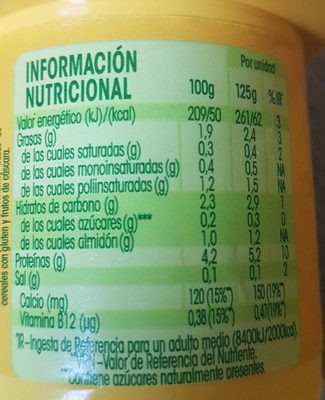 INFORMACIÓN
NUTRICIONAL
100g
Por unidad
125g %IR*
Valor energético (kJ)/(kcal) 209/50 261/62 3
Grasas (g) 1,9 2,4 3
de las cuales saturadas (g) 0,3 0,4 2
de las cuales monoinsaturadas (g) 0,4 0,5 NA
de las cuales poliinsaturadas (g) 1,2 1,5 NA
Hidratos de carbono (g) 2,3 2,9 1
de los cuales azúcares (g)*** 0,2 0,3 0
de los cuales almidón (g) 1,0 1,2 NA
Proteínas (g) 4,2 5,2 10
Sal (g) 0,1 0,1 2
Calcio (mg) 120 (15%**) 150 (19%**)
Vitamina B12 (µg) 0,38 (15%**) 0,47(19%**)
*IR-Ingesta de Referencia para un adulto medio (8400kJ/2000kcal).
-Valor de Referencia del Nutriente.
Contiene azúcares naturalmente presentes.
cereales con gluten y frutos de cáscara.